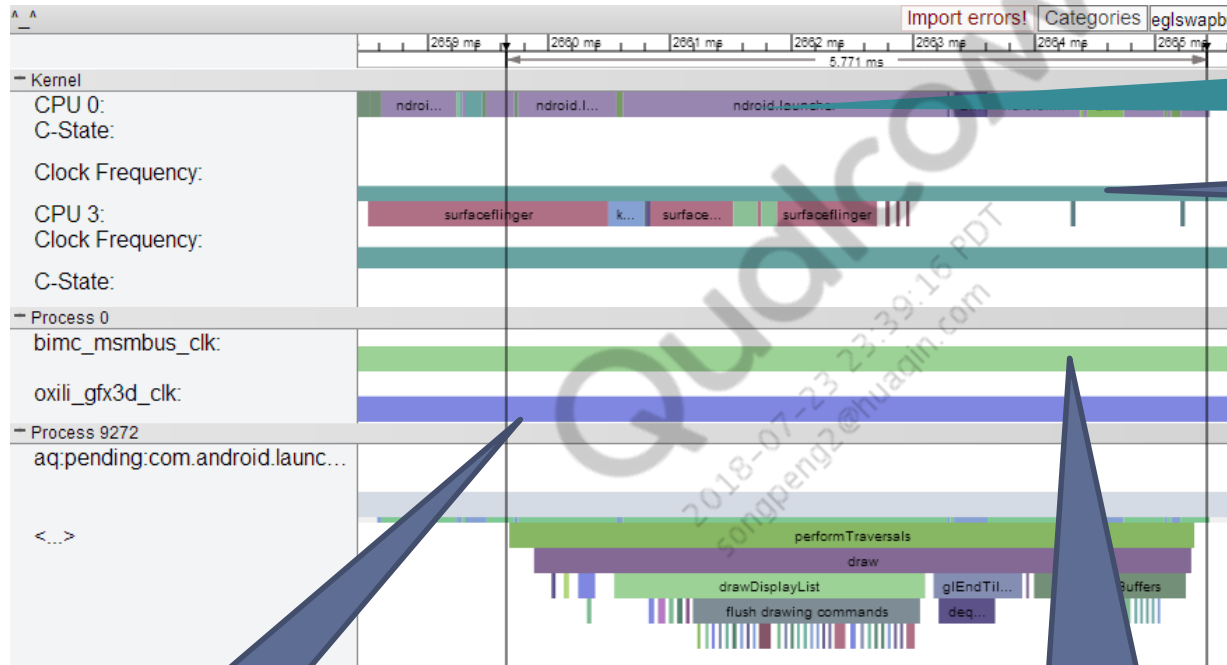 ^_^ Import errors! Categories eglswapb
2659 ms 2660 ms 2661 ms 2662 ms 2663 ms 2664 ms 2665 ms
5.771 ms
Kernel
CPU 0: ndroi... ndroid.l... ndroid.launcher
C-State:
Clock Frequency:
CPU 3: surfaceflinger k... surface... surfaceflinger
Clock Frequency:
C-State:
Process 0
bimc_msmbus_clk:
oxili_gfx3d_clk:
Process 9272
aq:pending:com.android.launc...
<...> performTraversals
draw
drawDisplayList glEndTil... Buffers
flush drawing commands deq...
Qualcom
2018-07-23 23:39:16 PDT
songpeng2@huaqin.com